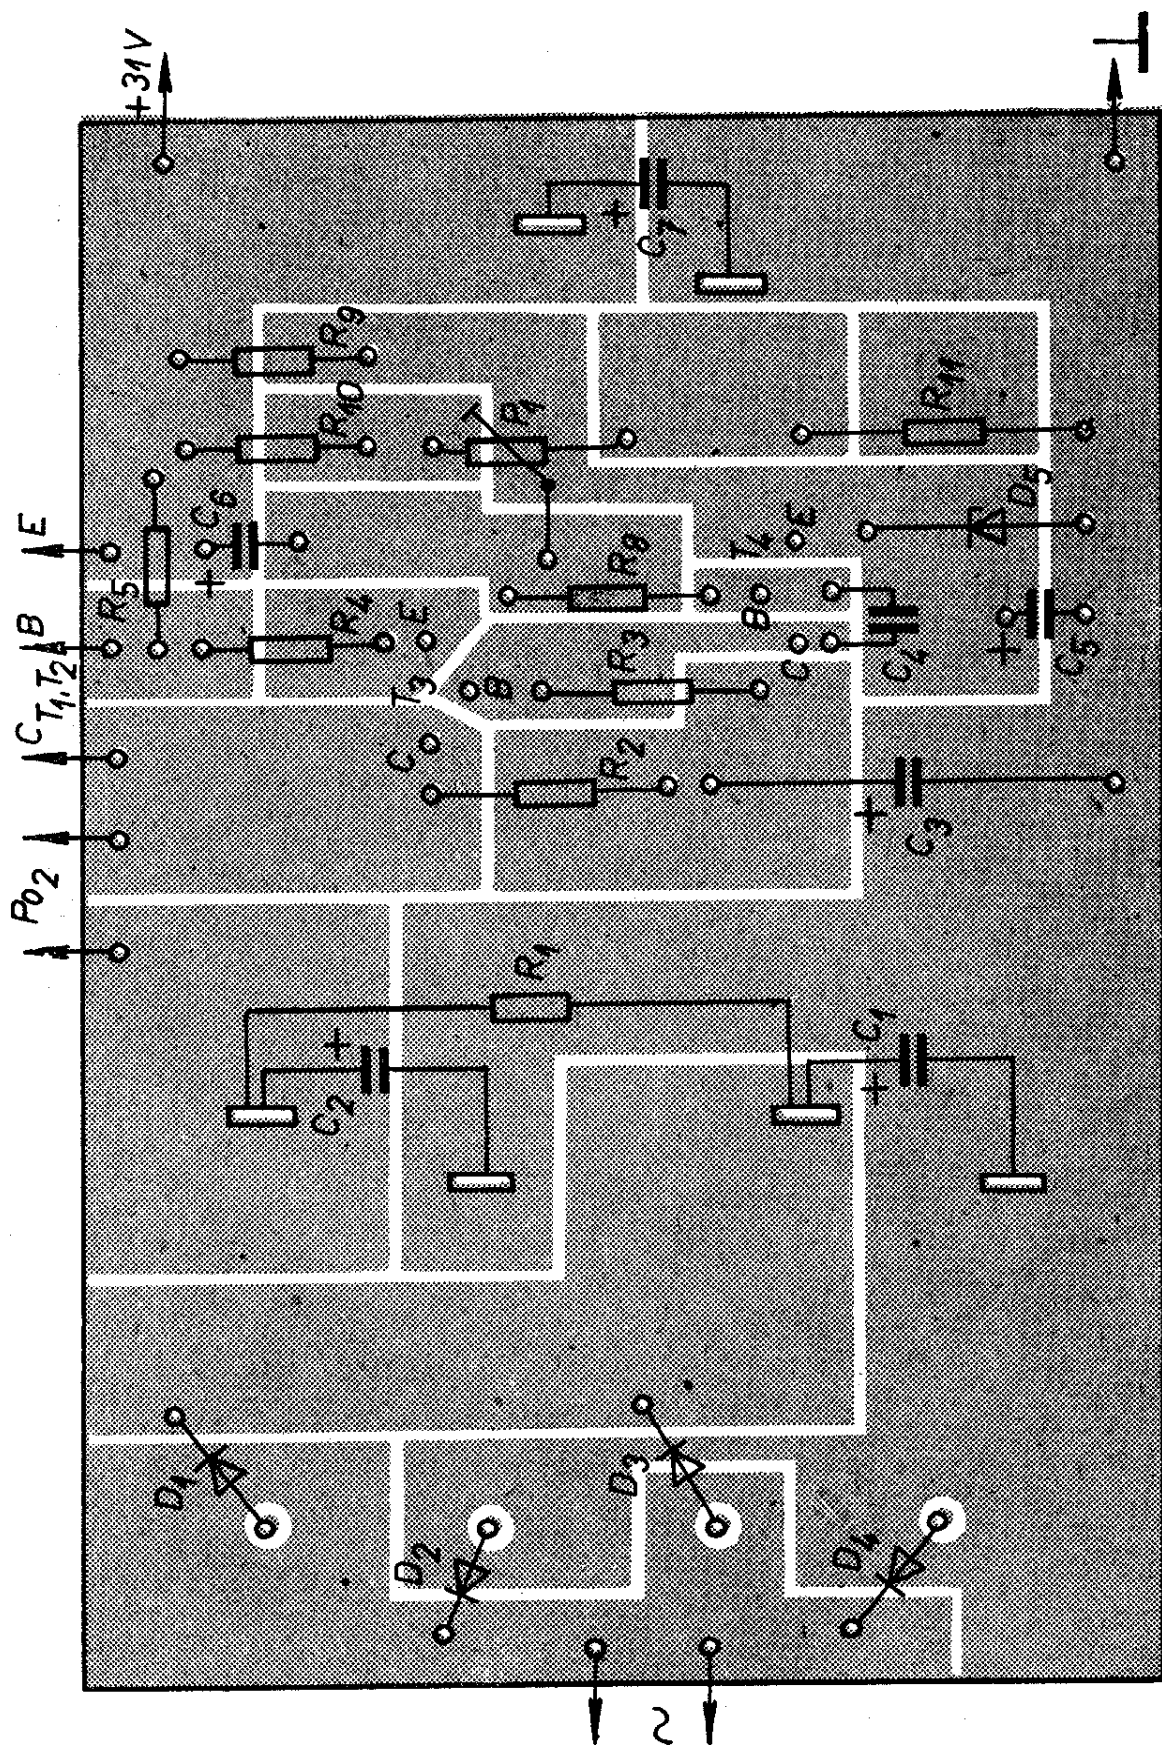 +31V
E
B
C T₁,T₂
Po₂
R₅
C₆
+
R₉
R₁₀
P₁
C₇
+
R₄
E
T₃
B
C
R₈
T₄
E
B
C
R₃
R₂
C₄
R₁₁
D₅
C₅
+
C₃
+
R₁
C₂
+
C₁
+
D₁
D₂
D₃
D₄
~